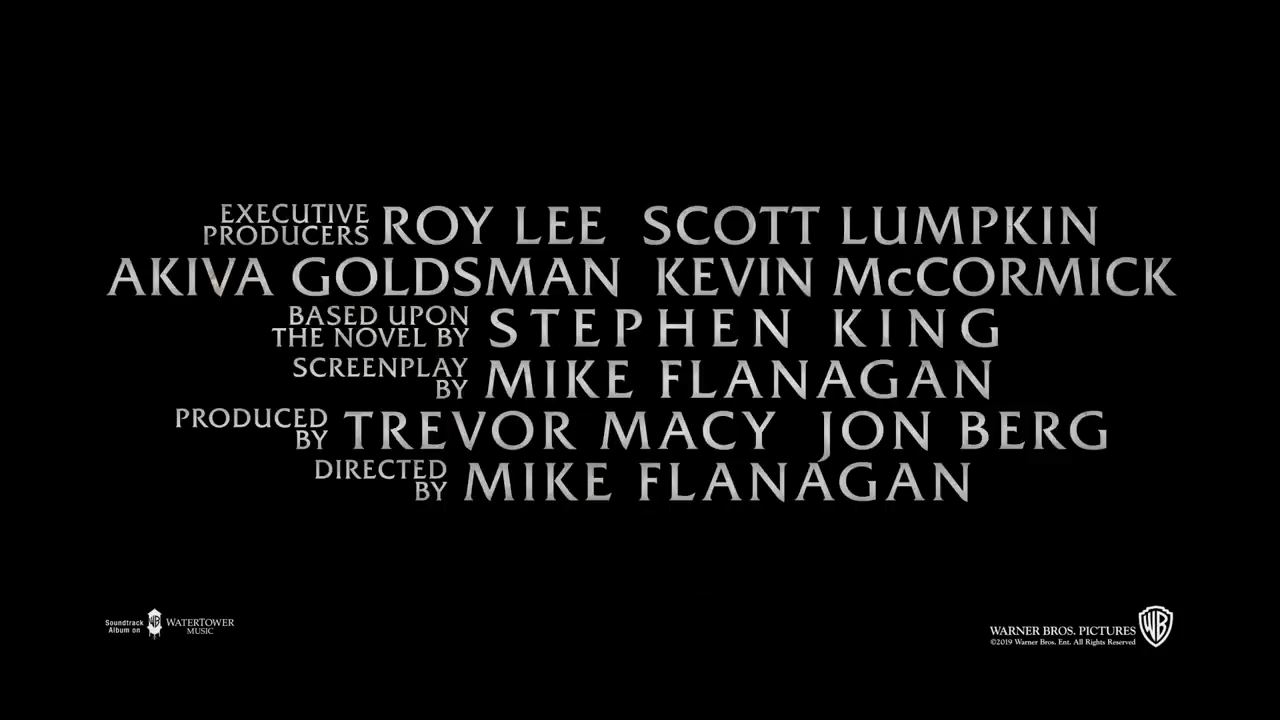 EXECUTIVE PRODUCERS ROY LEE SCOTT LUMPKIN
AKIVA GOLDSMAN KEVIN McCORMICK
BASED UPON THE NOVEL BY STEPHEN KING
SCREENPLAY BY MIKE FLANAGAN
PRODUCED BY TREVOR MACY JON BERG
DIRECTED BY MIKE FLANAGAN
Soundtrack Album on WB WATERTOWER MUSIC
WARNER BROS. PICTURES WB
©2019 Warner Bros. Ent. All Rights Reserved